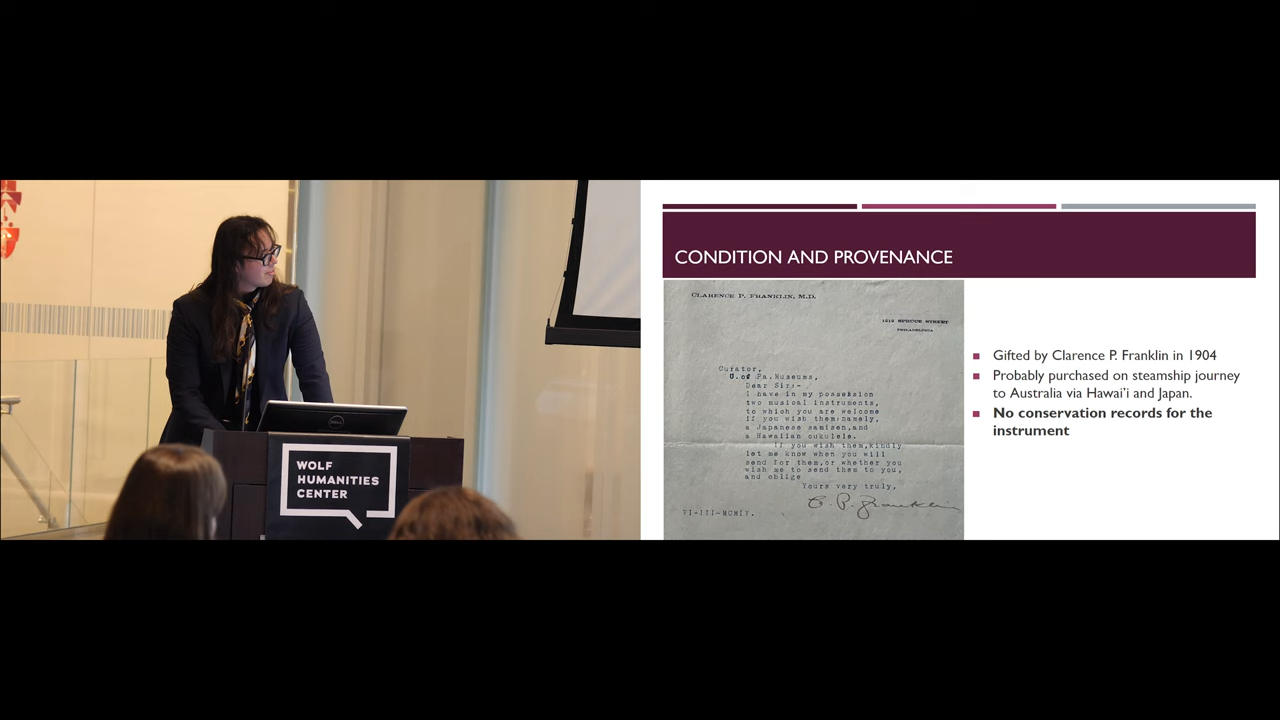 WOLF
HUMANITIES
CENTER
CONDITION AND PROVENANCE
CLARENCE P. FRANKLIN, M.D.
SPRUCE STREET
PHILADELPHIA
Curator,
U.of Pa.Museums,
Dear Sir:-
I have in my possession
two musical instruments,
to which you are welcome
if you wish them:namely,
a Japanese samisen,and
a Hawaiian oukulele.
If you wish them,kindly
let me know when you will
send for them,or whether you
wish me to send them to you,
and oblige
Yours very truly,
C. P. Franklin
VI-III-MCMIV.
Gifted by Clarence P. Franklin in 1904
Probably purchased on steamship journey
to Australia via Hawai’i and Japan.
No conservation records for the
instrument